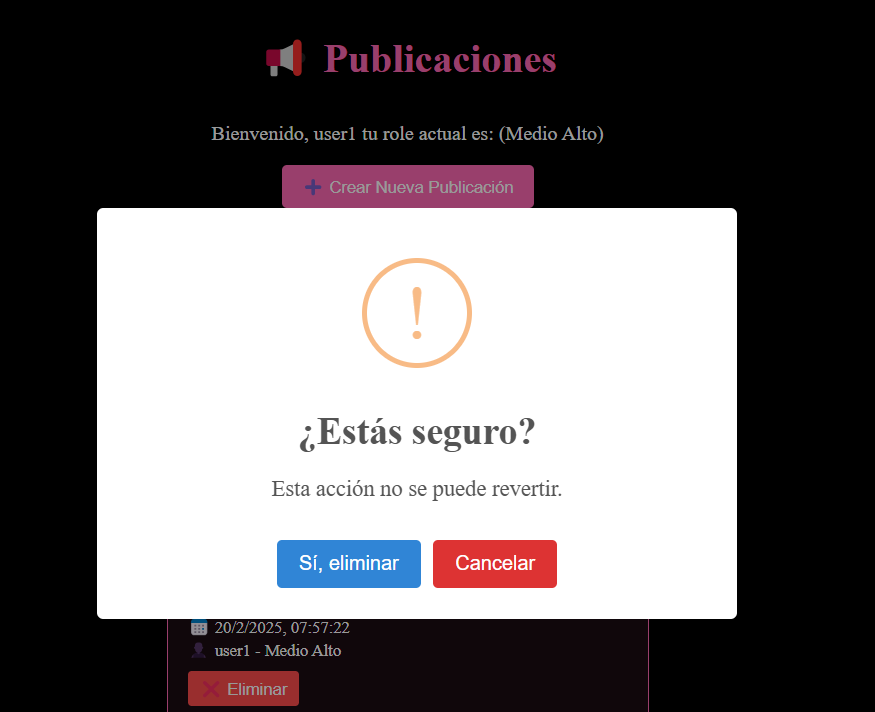 Publicaciones
Bienvenido, user1 tu role actual es: (Medio Alto)
Crear Nueva Publicación
!
¿Estás seguro?
Esta acción no se puede revertir.
Sí, eliminar
Cancelar
20/2/2025, 07:57:22
user1 - Medio Alto
Eliminar